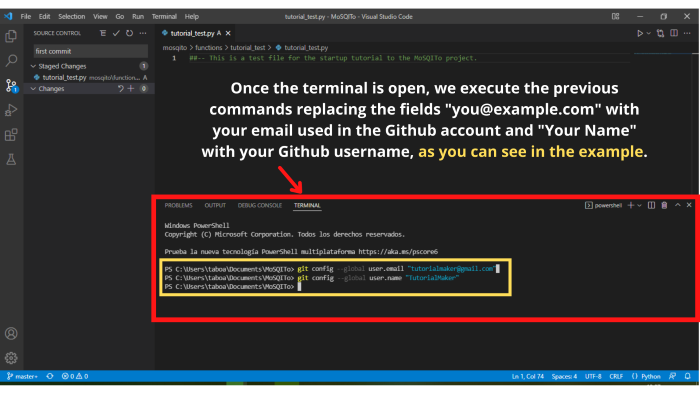 File Edit Selection View Go Run Terminal Help
tutorial_test.py - MoSQITo - Visual Studio Code
SOURCE CONTROL
first commit
Staged Changes 1
tutorial_test.py mosqito\function... A
Changes 0
tutorial_test.py A
mosqito > functions > tutorial_test > tutorial_test.py
1 ##-- This is a test file for the startup tutorial to the MoSQITo project.
Once the terminal is open, we execute the previous
commands replacing the fields "you@example.com" with
your email used in the Github account and "Your Name"
with your Github username, as you can see in the example.
PROBLEMS OUTPUT DEBUG CONSOLE TERMINAL
powershell
Windows PowerShell
Copyright (C) Microsoft Corporation. Todos los derechos reservados.
Prueba la nueva tecnología PowerShell multiplataforma https://aka.ms/pscore6
PS C:\Users\taboa\Documents\MoSQITo> git config --global user.email "tutorialmaker@gmail.com"
PS C:\Users\taboa\Documents\MoSQITo> git config --global user.name "TutorialMaker"
PS C:\Users\taboa\Documents\MoSQITo>
master+ 0 0
Ln 1, Col 74 Spaces: 4 UTF-8 CRLF Python